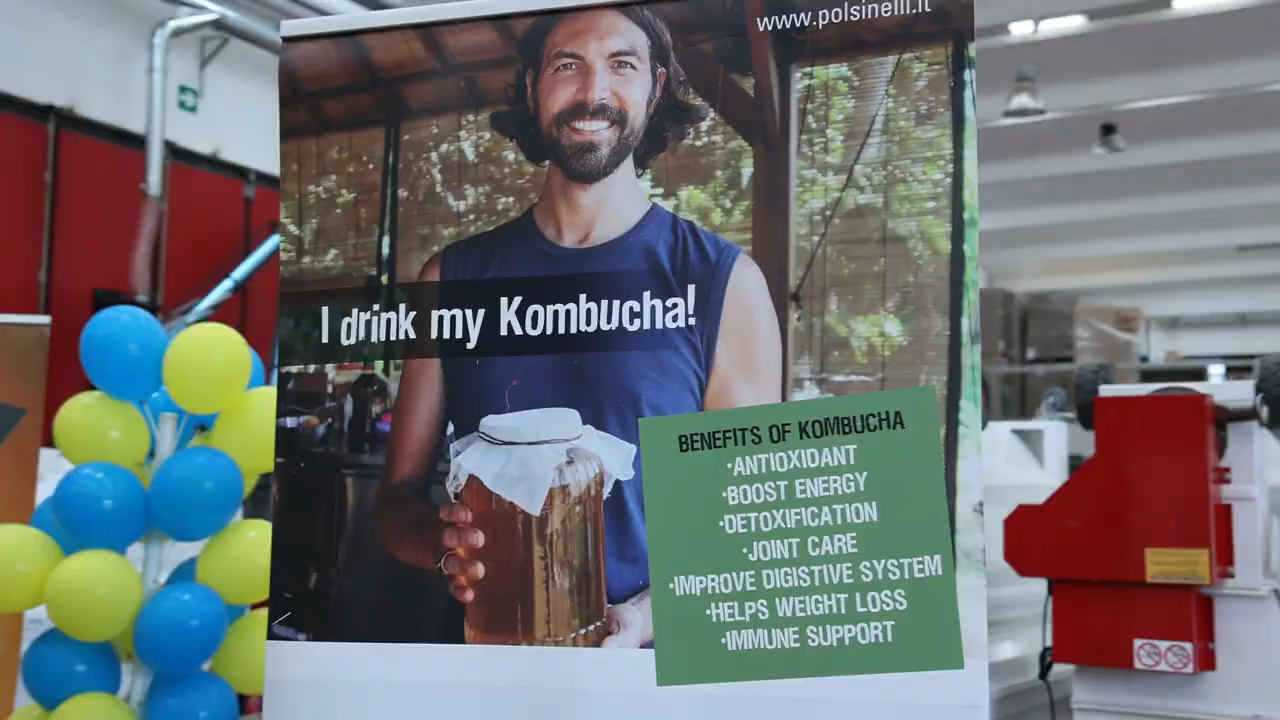 www.polsinelli.it
I drink my Kombucha!
BENEFITS OF KOMBUCHA
·ANTIOXIDANT
·BOOST ENERGY
·DETOXIFICATION
·JOINT CARE
·IMPROVE DIGISTIVE SYSTEM
·HELPS WEIGHT LOSS
·IMMUNE SUPPORT